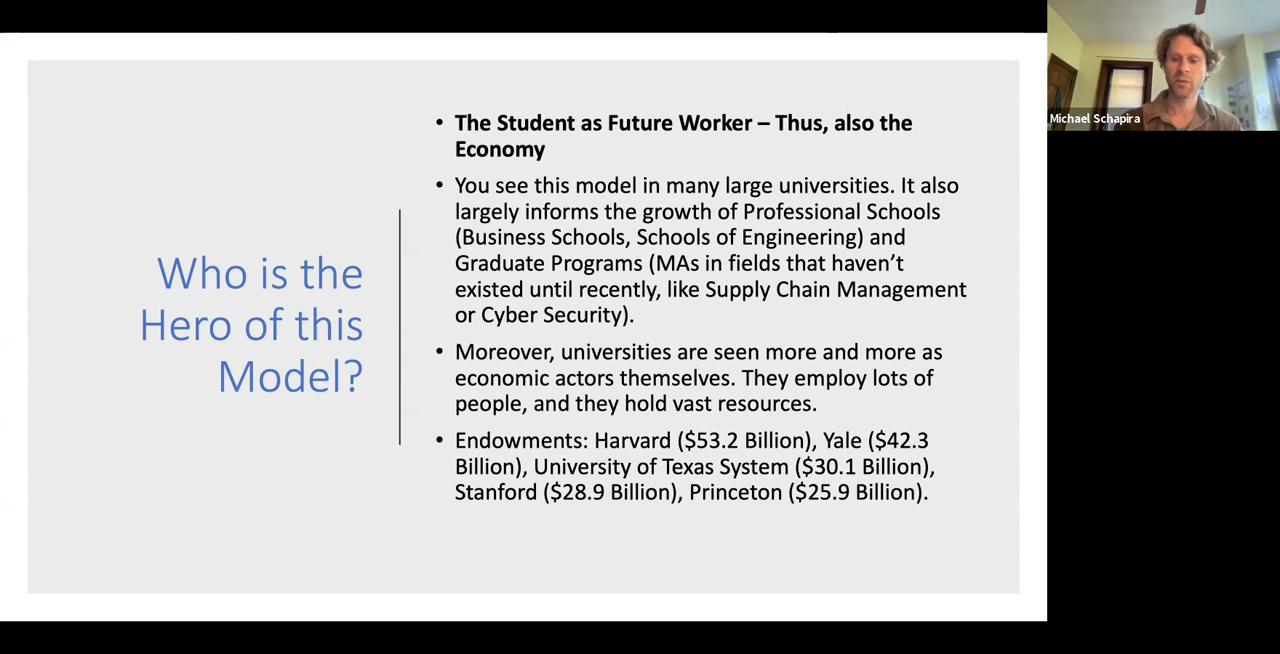 Who is the
Hero of this
Model?
• The Student as Future Worker – Thus, also the
Economy
• You see this model in many large universities. It also
largely informs the growth of Professional Schools
(Business Schools, Schools of Engineering) and
Graduate Programs (MAs in fields that haven’t
existed until recently, like Supply Chain Management
or Cyber Security).
• Moreover, universities are seen more and more as
economic actors themselves. They employ lots of
people, and they hold vast resources.
• Endowments: Harvard ($53.2 Billion), Yale ($42.3
Billion), University of Texas System ($30.1 Billion),
Stanford ($28.9 Billion), Princeton ($25.9 Billion).
Michael Schapira